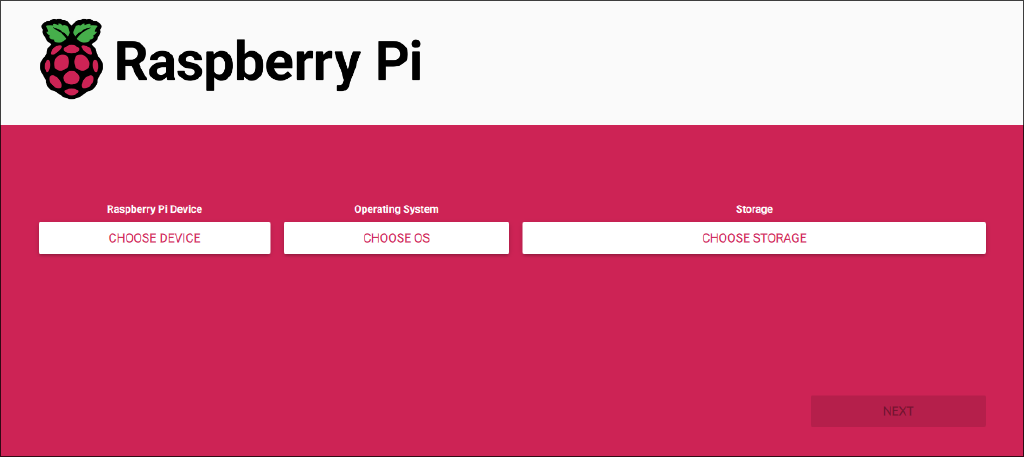 Raspberry Pi
Raspberry Pi Device
Operating System
Storage
CHOOSE DEVICE
CHOOSE OS
CHOOSE STORAGE
NEXT